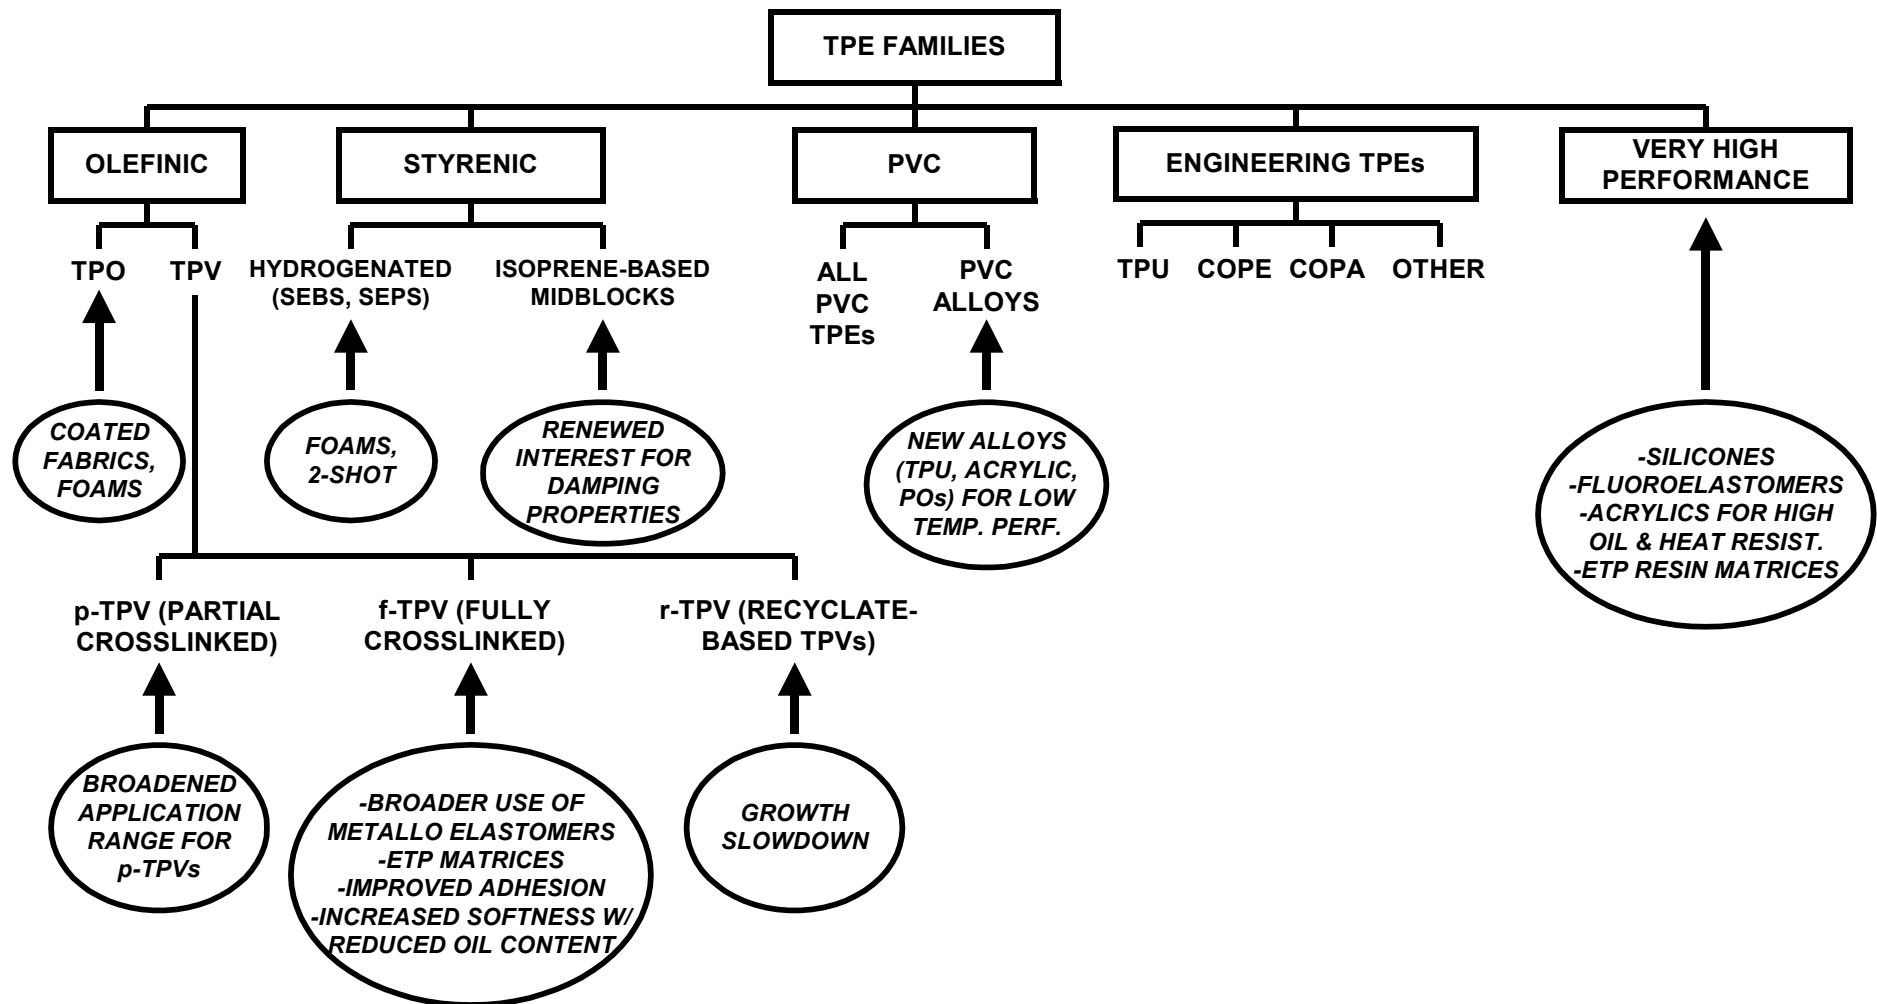 TPE FAMILIES
OLEFINIC
STYRENIC
PVC
ENGINEERING TPEs
VERY HIGH
PERFORMANCE
TPO
TPV
HYDROGENATED
(SEBS, SEPS)
ISOPRENE-BASED
MIDBLOCKS
ALL
PVC
TPEs
PVC
ALLOYS
TPU
COPE
COPA
OTHER
COATED
FABRICS,
FOAMS
FOAMS,
2-SHOT
RENEWED
INTEREST FOR
DAMPING
PROPERTIES
NEW ALLOYS
(TPU, ACRYLIC,
POs) FOR LOW
TEMP. PERF.
-SILICONES
-FLUOROELASTOMERS
-ACRYLICS FOR HIGH
OIL & HEAT RESIST.
-ETP RESIN MATRICES
p-TPV (PARTIAL
CROSSLINKED)
f-TPV (FULLY
CROSSLINKED)
r-TPV (RECYCLATE-
BASED TPVs)
BROADENED
APPLICATION
RANGE FOR
p-TPVs
-BROADER USE OF
METALLO ELASTOMERS
-ETP MATRICES
-IMPROVED ADHESION
-INCREASED SOFTNESS W/
REDUCED OIL CONTENT
GROWTH
SLOWDOWN